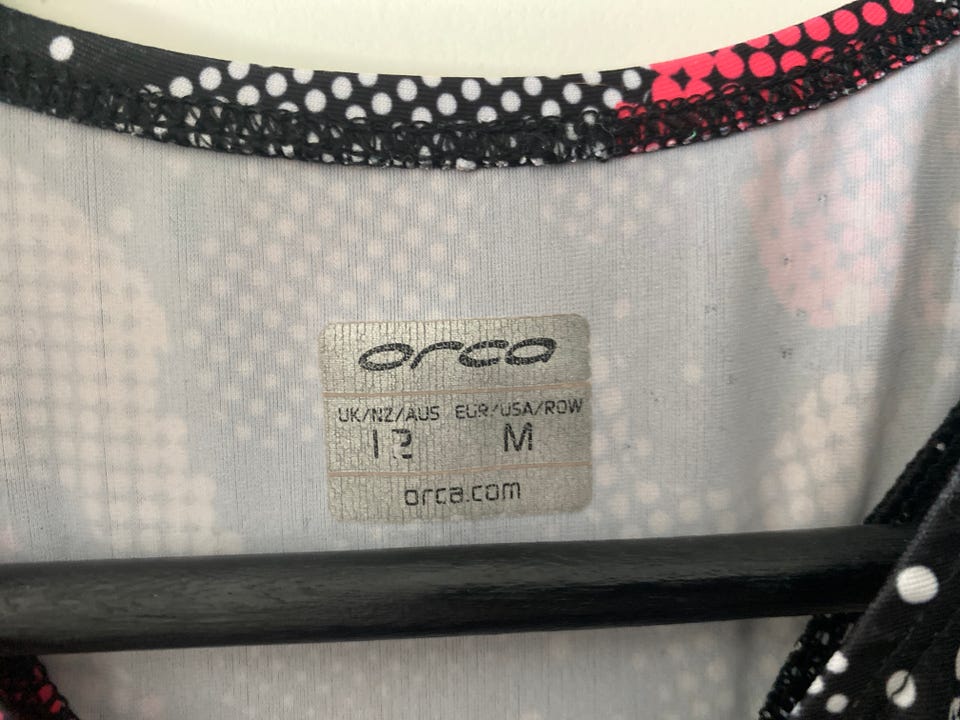 orca
UK/NZ/AUS EUR/USA/ROW
12 M
orca.com